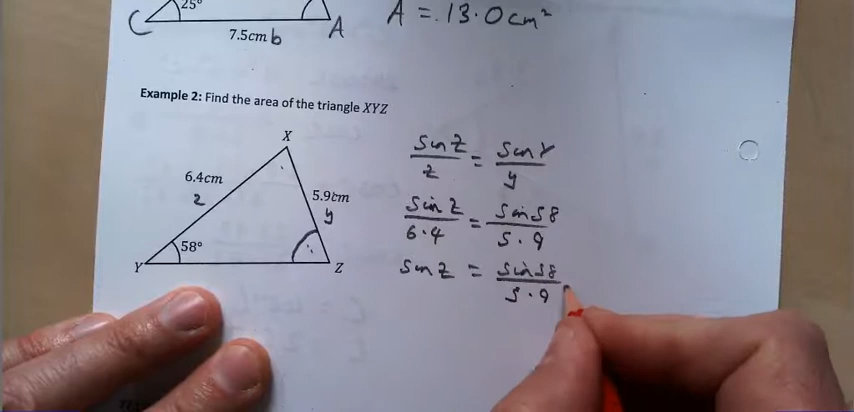 25°
C
7.5cm b
A
A = 13.0cm²
Example 2: Find the area of the triangle XYZ
X
6.4cm
z
5.9cm
y
58°
Y
Z
sin Z / z = sin Y / y
sin Z / 6.4 = sin 58 / 5.9
sin Z = sin 58 / 5.9